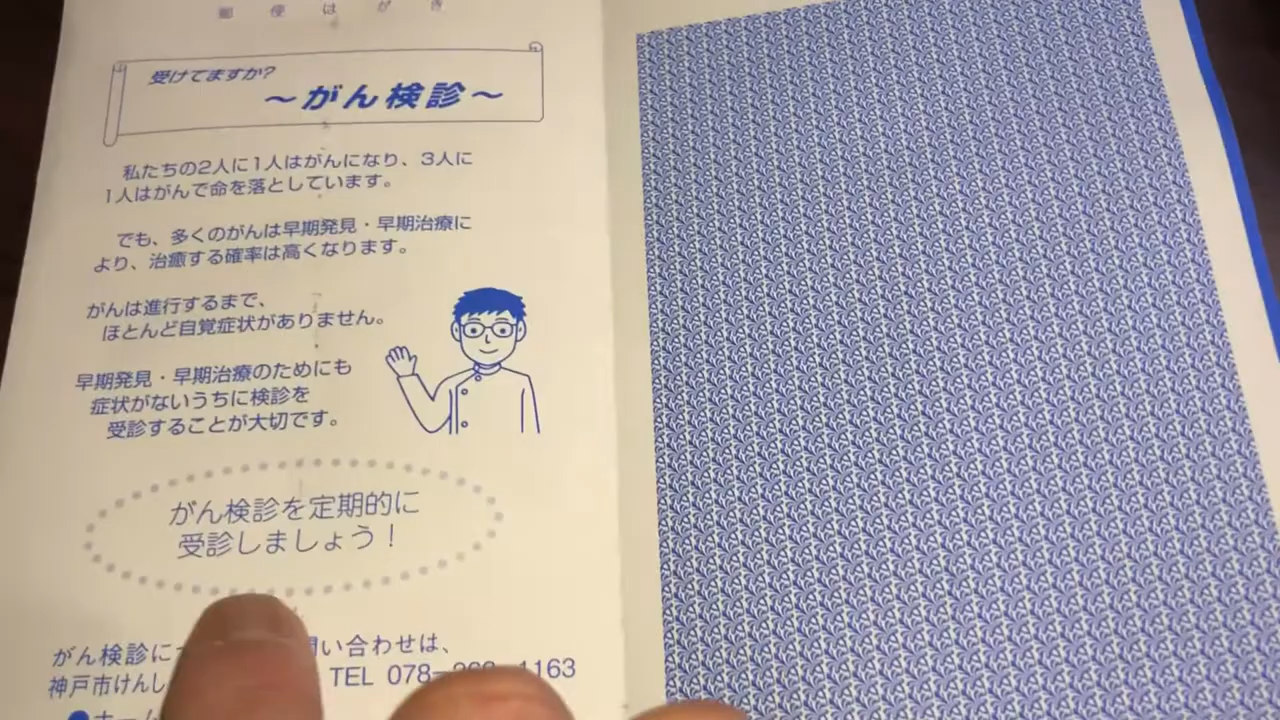 郵便はがき
受けてますか?
～がん検診～
私たちの2人に1人はがんになり、3人に
1人はがんで命を落としています。
でも、多くのがんは早期発見・早期治療に
より、治癒する確率は高くなります。
がんは進行するまで、
ほとんど自覚症状がありません。
早期発見・早期治療のためにも
症状がないうちに検診を
受診することが大切です。
がん検診を定期的に
受診しましょう！
がん検診に 問い合わせは、
神戸市けんし TEL 078- 1163
●ホーム